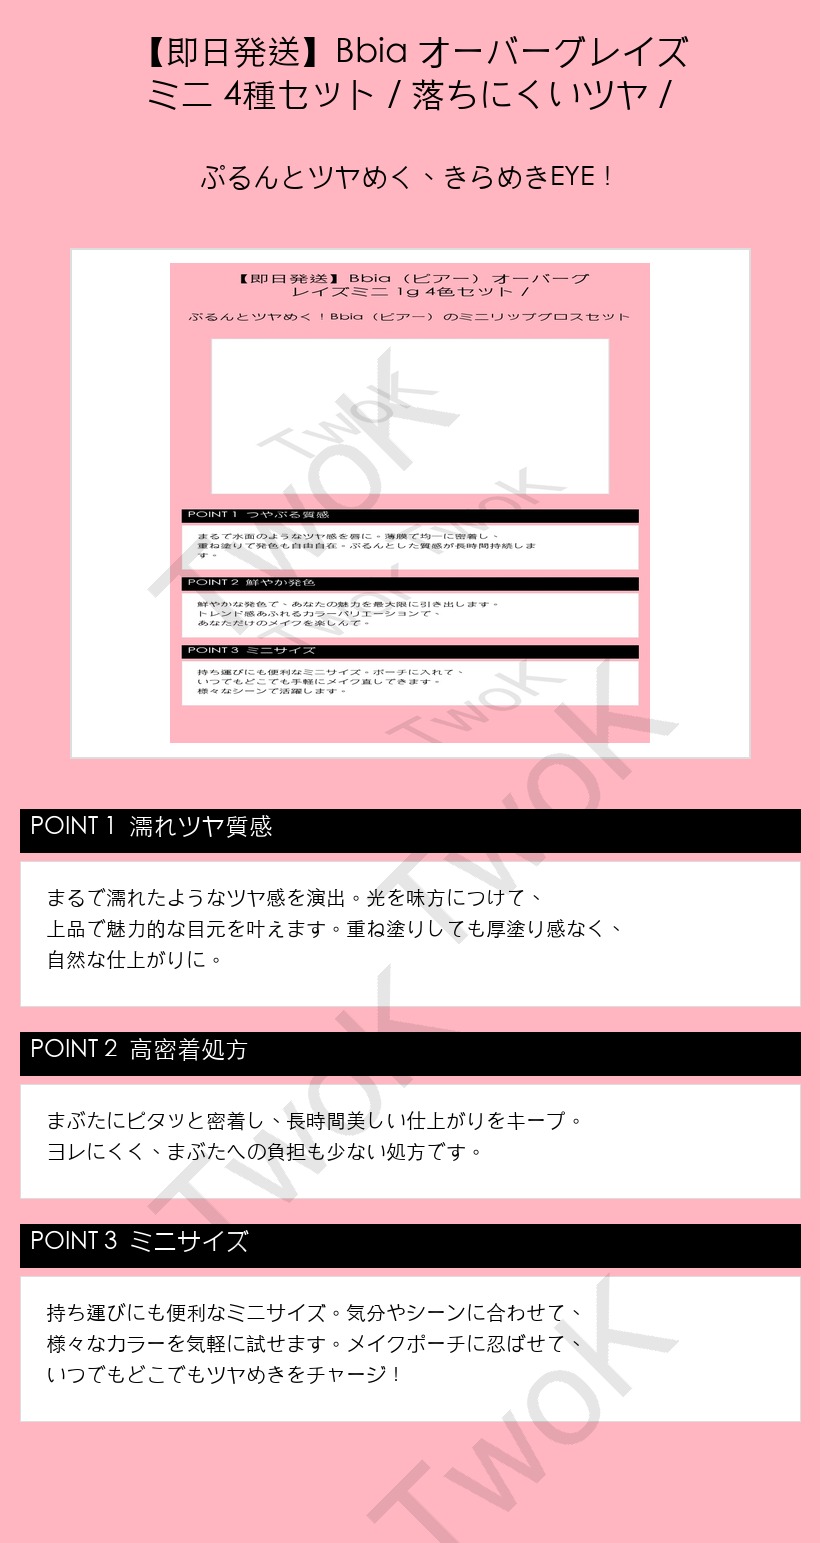 【即日発送】Bbia オーバーグレイズ
ミニ 4種セット / 落ちにくいツヤ /
ぷるんとツヤめく、きらめきEYE！
【即日発送】Bbia（ピアー）オーバーグ
レイズミニ 1g 4色セット /
ぷるんとツヤめく！Bbia（ピアー）のミニリップグロスセット
TwoK
TwoK
TwoK
POINT 1 つやぷる質感
まるで水面のようなツヤ感を唇に。薄膜で均一に密着し、
重ね塗りで発色も自由自在。ぷるんとした質感が長時間持続しま
す。
TwoK
POINT 2 鮮やか発色
鮮やかな発色で、あなたの魅力を最大限に引き出します。
トレンド感あふれるカラーバリエーションで、
あなただけのメイクを楽しんで。
POINT 3 ミニサイズ
持ち運びにも便利なミニサイズ。ポーチに入れて、
いつでもどこでも手軽にメイク直しできます。
様々なシーンで活躍します。
TwoK
TwoK
POINT 1 濡れツヤ質感
まるで濡れたようなツヤ感を演出。光を味方につけて、
上品で魅力的な目元を叶えます。重ね塗りしても厚塗り感なく、
自然な仕上がりに。
POINT 2 高密着処方
まぶたにピタッと密着し、長時間美しい仕上がりをキープ。
ヨレにくく、まぶたへの負担も少ない処方です。
TwoK
POINT 3 ミニサイズ
持ち運びにも便利なミニサイズ。気分やシーンに合わせて、
様々なカラーを気軽に試せます。メイクポーチに忍ばせて、
いつでもどこでもツヤめきをチャージ！
TwoK